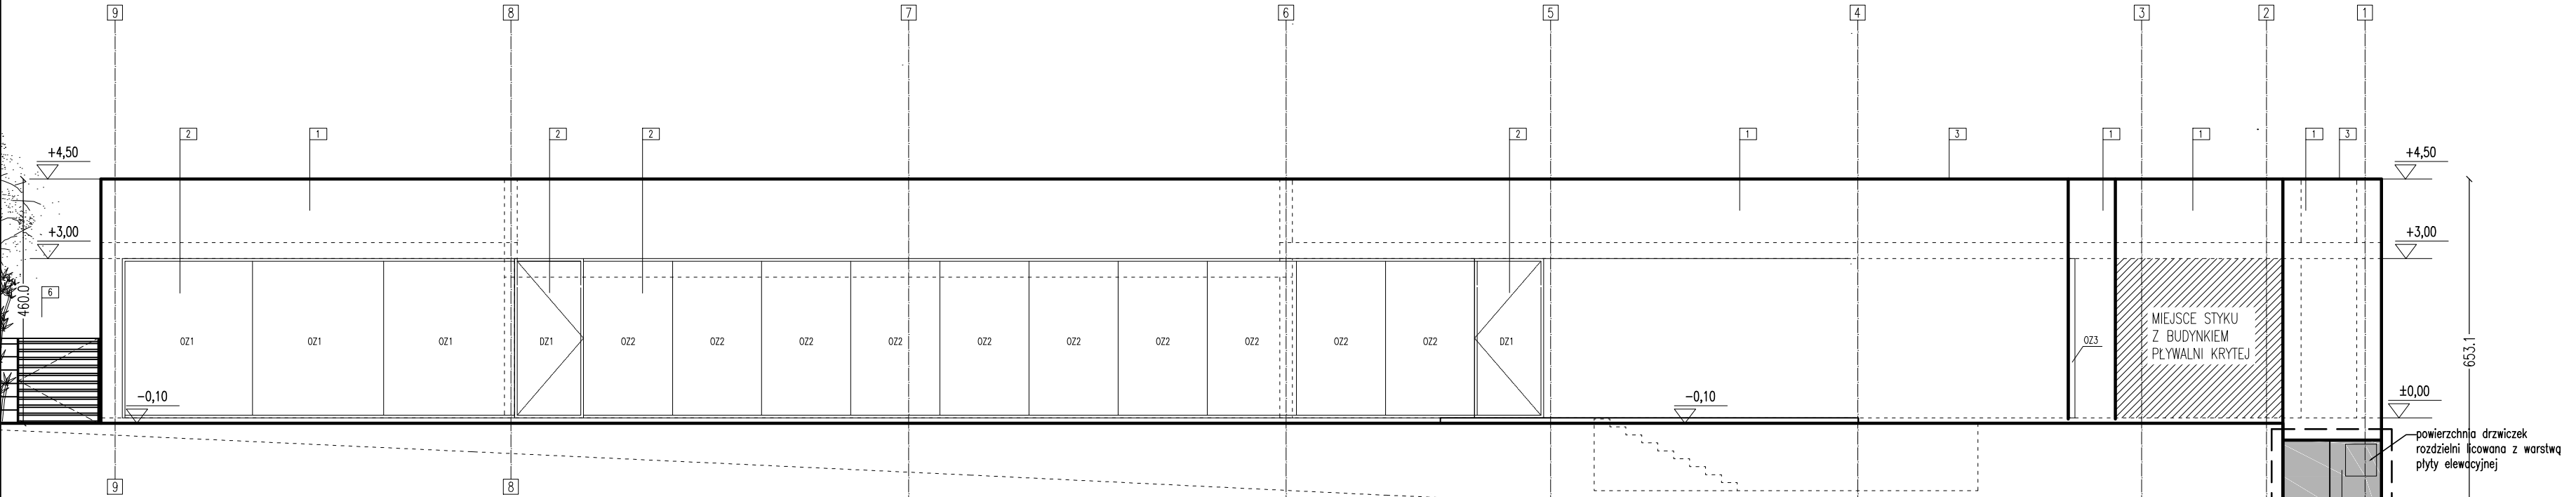 9 8 7 6 5 4 3 2 1
2 1 2 2 2 1 3 1 1 1 3
+4,50 +4,50
+3,00 +3,00
6
460.0
OZ1 OZ1 OZ1 DZ1 OZ2 OZ2 OZ2 OZ2 OZ2 OZ2 OZ2 OZ2 OZ2 OZ2 DZ1 OZ3
MIEJSCE STYKU
Z BUDYNKIEM
PŁYWALNI KRYTEJ
653.1
-0,10 -0,10 ±0,00
powierzchnia drzwiczek
rozdzielni licowana z warstwą
płyty elewacyjnej
9 8